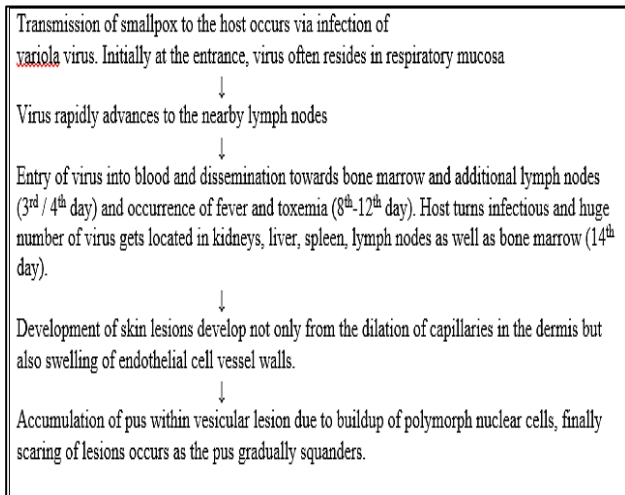 Transmission of smallpox to the host occurs via infection of
variola virus. Initially at the entrance, virus often resides in respiratory mucosa
↓
Virus rapidly advances to the nearby lymph nodes
↓
Entry of virus into blood and dissemination towards bone marrow and additional lymph nodes
(3rd / 4th day) and occurrence of fever and toxemia (8th-12th day). Host turns infectious and huge
number of virus gets located in kidneys, liver, spleen, lymph nodes as well as bone marrow (14th
day).
↓
Development of skin lesions develop not only from the dilation of capillaries in the dermis but
also swelling of endothelial cell vessel walls.
↓
Accumulation of pus within vesicular lesion due to buildup of polymorph nuclear cells, finally
scaring of lesions occurs as the pus gradually squanders.